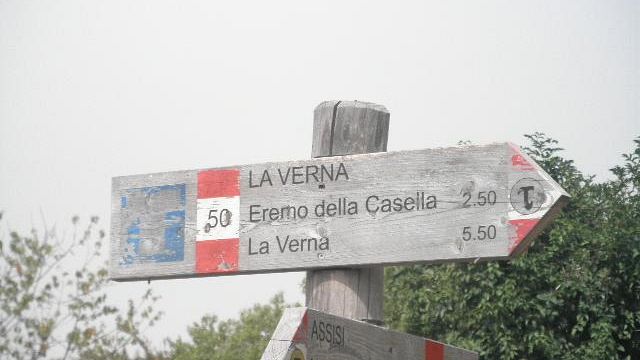 LA VERNA
50
Eremo della Casella 2.50
La Verna 5.50
ASSISI